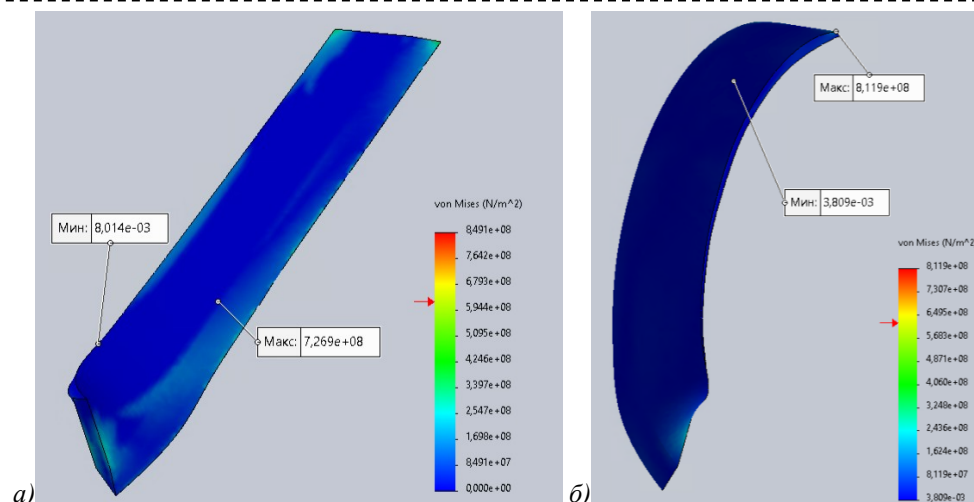 Мин: 8,014e-03
Макс: 7,269e+08
von Mises (N/m^2)
8,491e+08
7,642e+08
6,793e+08
5,944e+08
5,095e+08
4,246e+08
3,397e+08
2,547e+08
1,698e+08
8,491e+07
0,000e+00
а)
Макс: 8,119e+08
Мин: 3,809e-03
von Mises (N/m^2
8,119e+08
7,307e+08
6,495e+08
5,683e+08
4,871e+08
4,060e+08
3,248e+08
2,436e+08
1,624e+08
8,119e+07
3,809e-03
б)